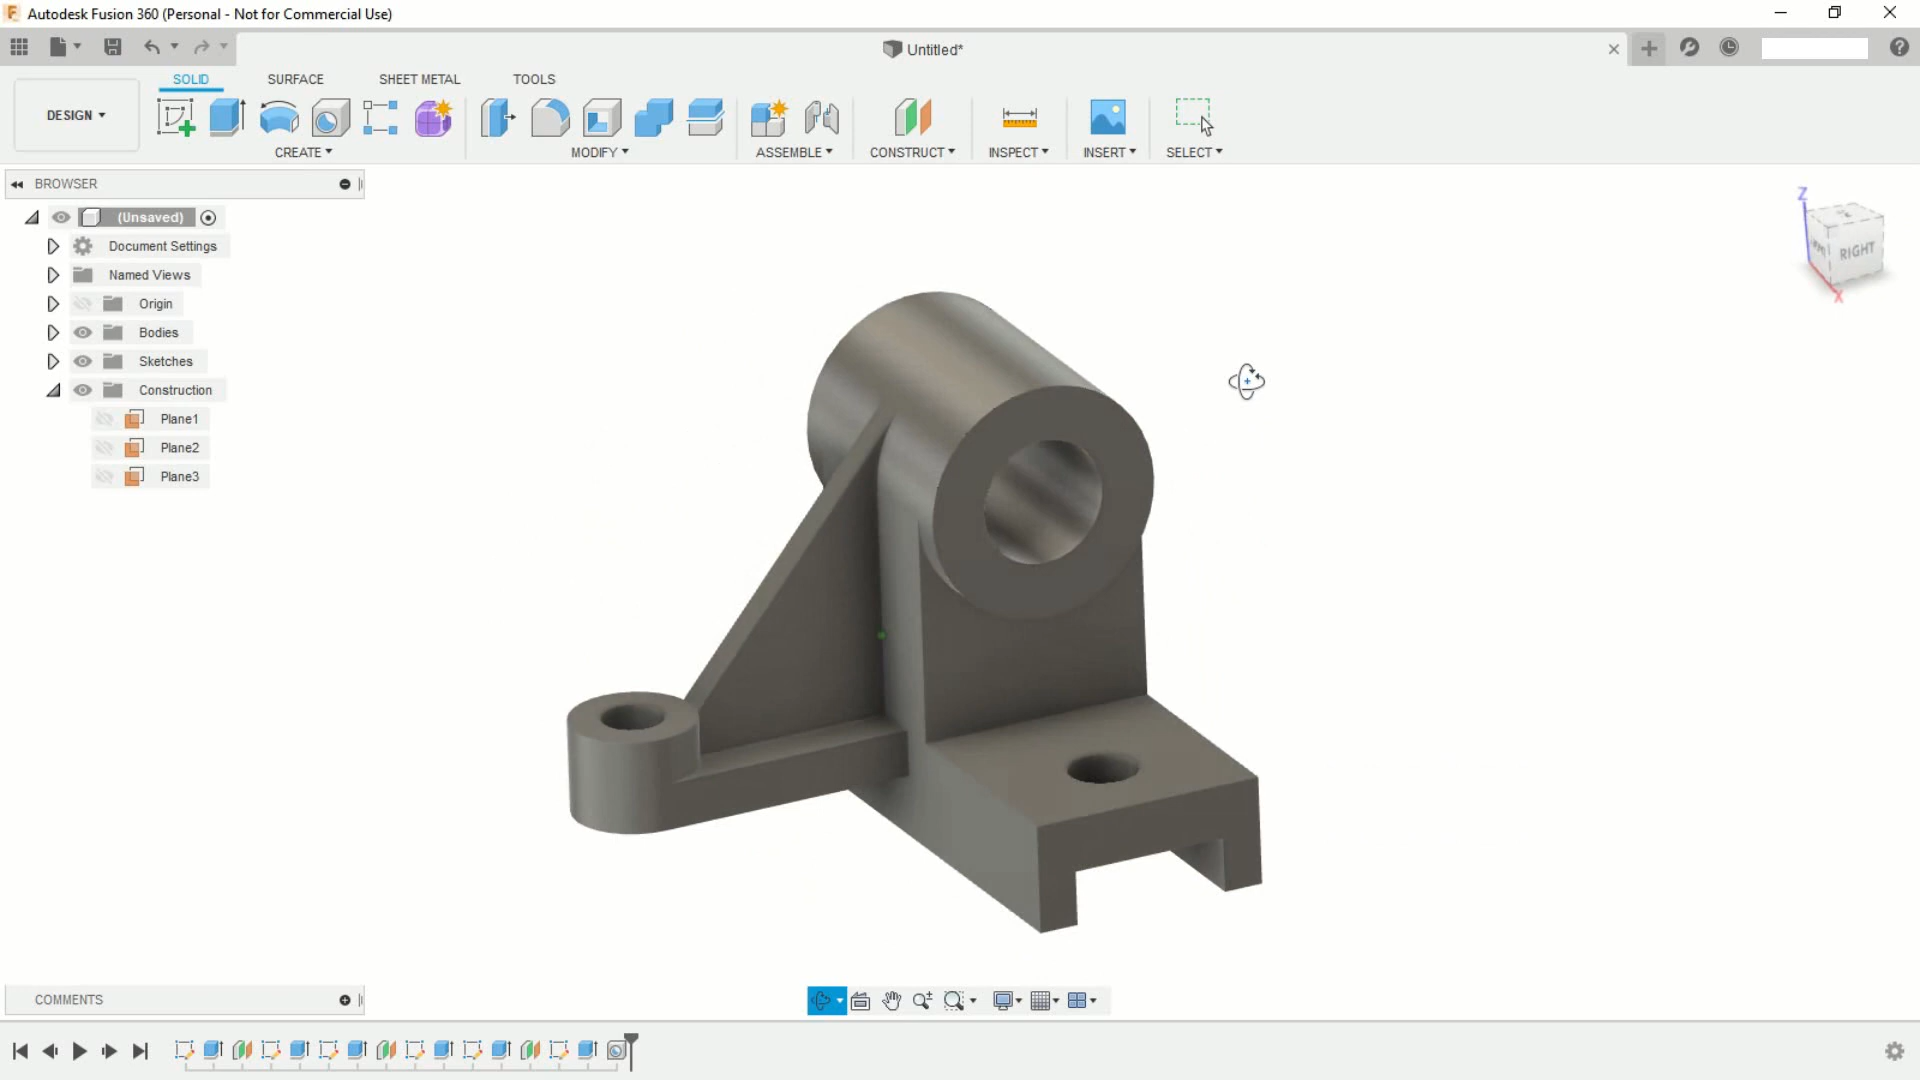 Autodesk Fusion 360 (Personal - Not for Commercial Use)
Untitled*
SOLID SURFACE SHEET METAL TOOLS
DESIGN
CREATE MODIFY ASSEMBLE CONSTRUCT INSPECT INSERT SELECT
BROWSER
(Unsaved)
Document Settings
Named Views
Origin
Bodies
Sketches
Construction
Plane1
Plane2
Plane3
Z
RIGHT
X
COMMENTS